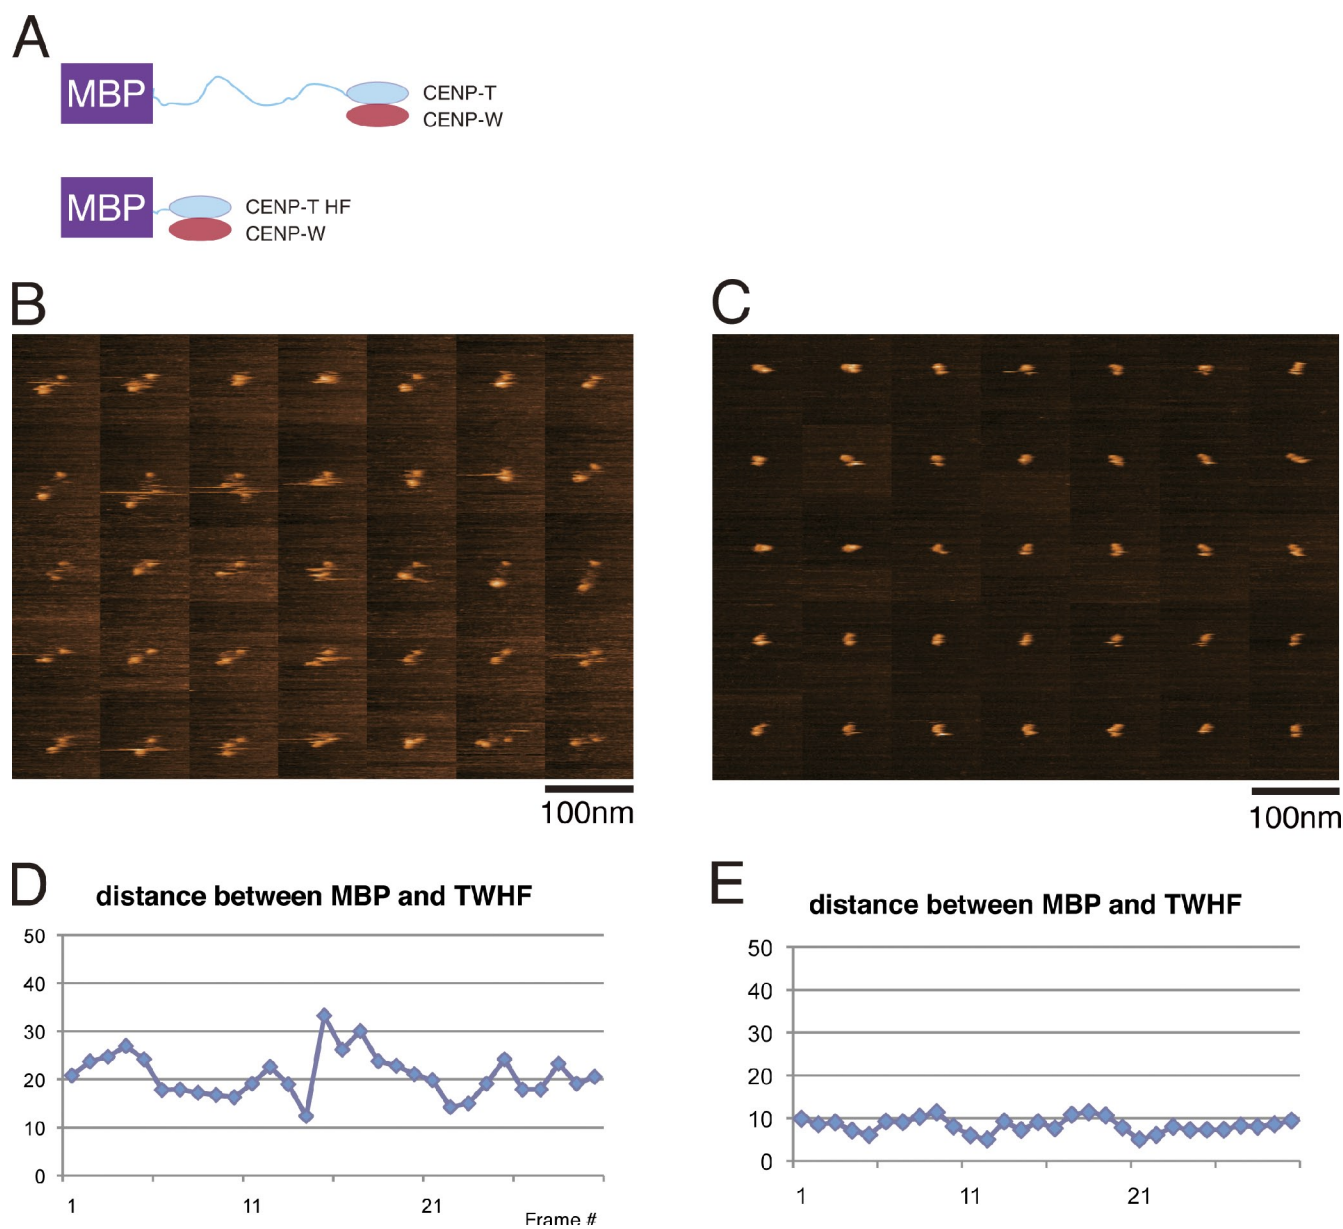 A
MBP
CENP-T
CENP-W
MBP
CENP-T HF
CENP-W
B
C
100nm
100nm
D
distance between MBP and TWHF
50
40
30
20
10
0
1
11
21
Frame #
E
distance between MBP and TWHF
50
40
30
20
10
0
1
11
21